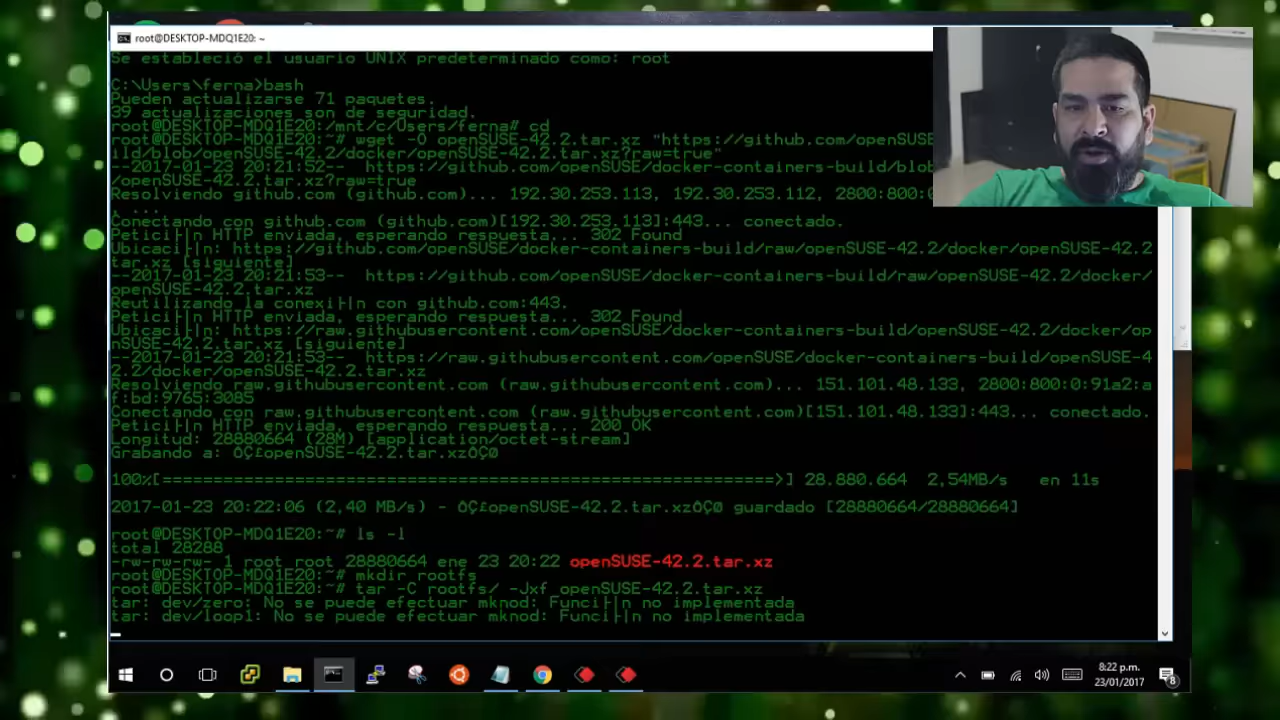 root@DESKTOP-MDQ1E20: ~
Se estableció el usuario UNIX predeterminado como: root
C:\Users\ferna>bash
Pueden actualizarse 71 paquetes.
39 actualizaciones son de seguridad.
root@DESKTOP-MDQ1E20:/mnt/c/Users/ferna# cd
root@DESKTOP-MDQ1E20:~# wget -O openSUSE-42.2.tar.xz "https://github.com/openSUSE
ild/blob/openSUSE-42.2/docker/openSUSE-42.2.tar.xz?raw=true"
--2017-01-23 20:21:52-- https://github.com/openSUSE/docker-containers-build/blob
/openSUSE-42.2.tar.xz?raw=true
Resolviendo github.com (github.com)... 192.30.253.113, 192.30.253.112, 2800:800:
. ...
Conectando con github.com (github.com)[192.30.253.113]:443... conectado.
Petici├│n HTTP enviada, esperando respuesta... 302 Found
Ubicaci├│n: https://github.com/openSUSE/docker-containers-build/raw/openSUSE-42.2/docker/openSUSE-42.2
tar.xz [siguiente]
--2017-01-23 20:21:53-- https://github.com/openSUSE/docker-containers-build/raw/openSUSE-42.2/docker/
openSUSE-42.2.tar.xz
Reutilizando la conexi├│n con github.com:443.
Petici├│n HTTP enviada, esperando respuesta... 302 Found
Ubicaci├│n: https://raw.githubusercontent.com/openSUSE/docker-containers-build/openSUSE-42.2/docker/op
nSUSE-42.2.tar.xz [siguiente]
--2017-01-23 20:21:53-- https://raw.githubusercontent.com/openSUSE/docker-containers-build/openSUSE-4
2.2/docker/openSUSE-42.2.tar.xz
Resolviendo raw.githubusercontent.com (raw.githubusercontent.com)... 151.101.48.133, 2800:800:0:91a2:a
f:bd:9765:3085
Conectando con raw.githubusercontent.com (raw.githubusercontent.com)[151.101.48.133]:443... conectado.
Petici├│n HTTP enviada, esperando respuesta... 200 OK
Longitud: 28880664 (28M) [application/octet-stream]
Grabando a: ôÇ£openSUSE-42.2.tar.xzôÇØ
100%[================================================================>] 28.880.664 2,54MB/s en 11s
2017-01-23 20:22:06 (2,40 MB/s) - ôÇ£openSUSE-42.2.tar.xzôÇØ guardado [28880664/28880664]
root@DESKTOP-MDQ1E20:~# ls -l
total 28288
-rw-rw-rw- 1 root root 28880664 ene 23 20:22 openSUSE-42.2.tar.xz
root@DESKTOP-MDQ1E20:~# mkdir rootfs
root@DESKTOP-MDQ1E20:~# tar -C rootfs/ -Jxf openSUSE-42.2.tar.xz
tar: dev/zero: No se puede efectuar mknod: Funci├│n no implementada
tar: dev/loop1: No se puede efectuar mknod: Funci├│n no implementada
8:22 p.m.
23/01/2017
8